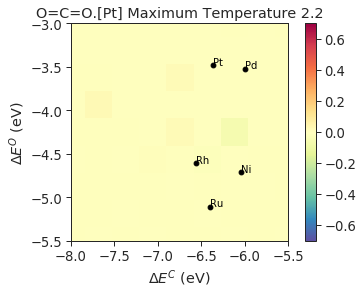 O=C=O.[Pt] Maximum Temperature 2.2
−3.0
−3.5
−4.0
−4.5
−5.0
−5.5
ΔE^O (eV)
Pt
Pd
Rh
Ni
Ru
−8.0 −7.5 −7.0 −6.5 −6.0 −5.5
ΔE^C (eV)
0.6
0.4
0.2
0.0
−0.2
−0.4
−0.6